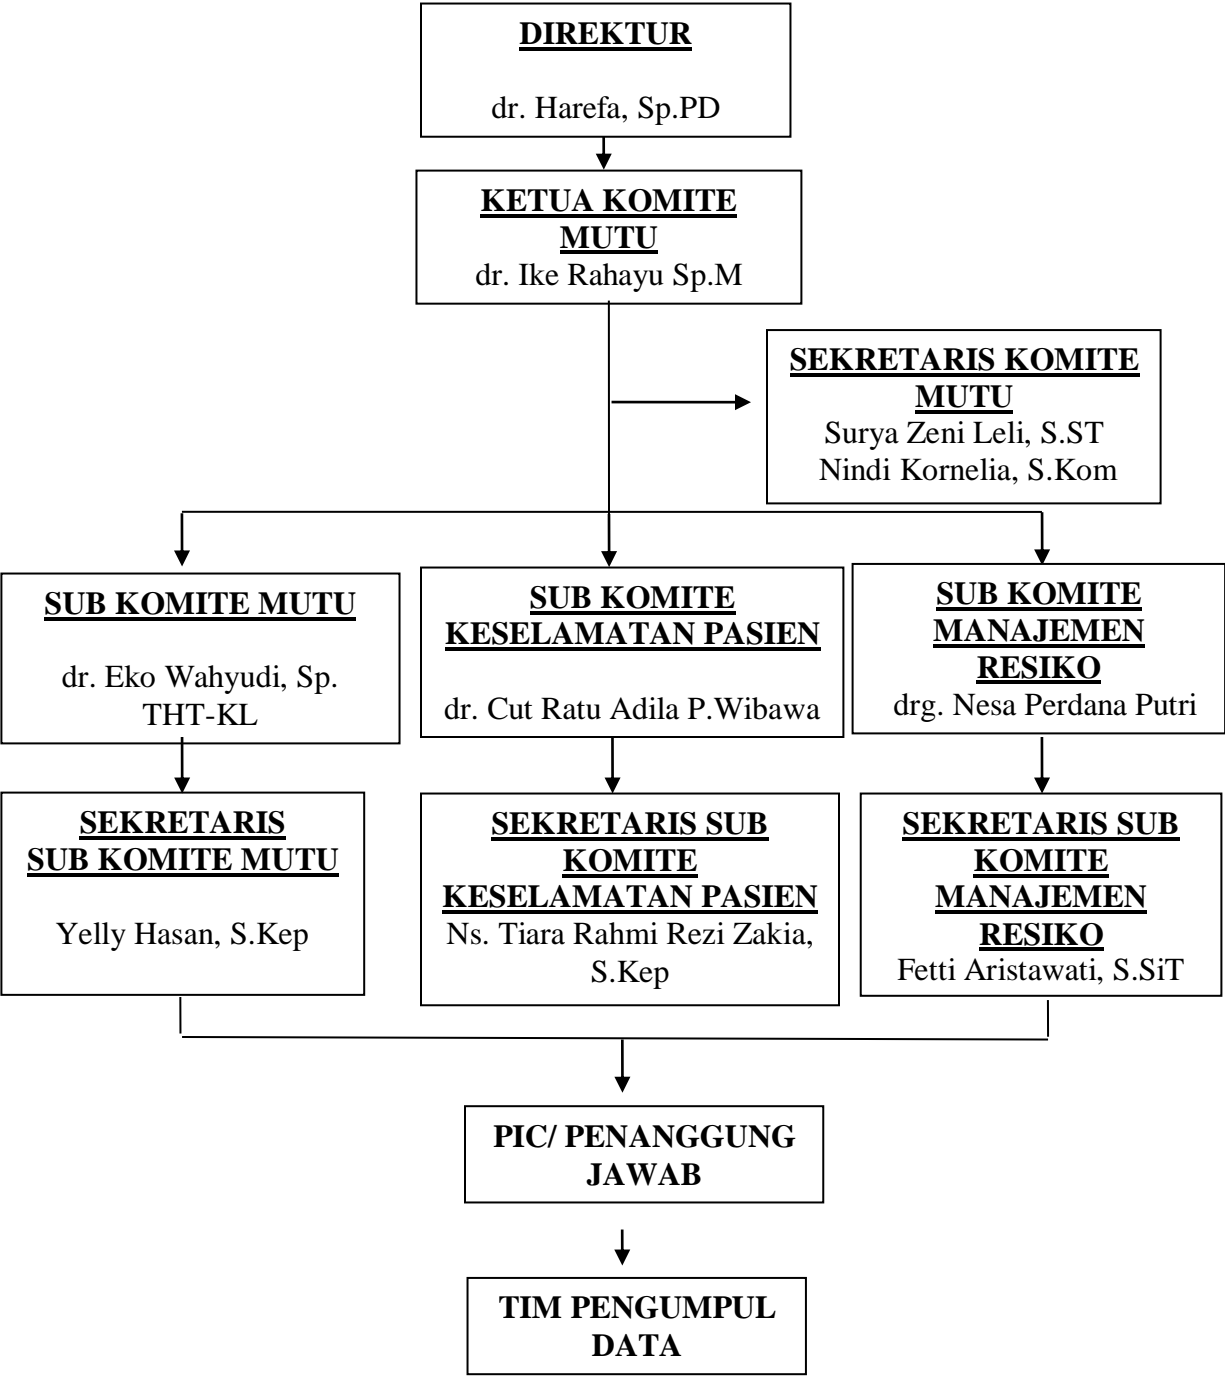 DIREKTUR
dr. Harefa, Sp.PD
KETUA KOMITE
MUTU
dr. Ike Rahayu Sp.M
SEKRETARIS KOMITE
MUTU
Surya Zeni Leli, S.ST
Nindi Kornelia, S.Kom
SUB KOMITE MUTU
dr. Eko Wahyudi, Sp.
THT-KL
SUB KOMITE
KESELAMATAN PASIEN
dr. Cut Ratu Adila P.Wibawa
SUB KOMITE
MANAJEMEN
RESIKO
drg. Nesa Perdana Putri
SEKRETARIS
SUB KOMITE MUTU
Yelly Hasan, S.Kep
SEKRETARIS SUB
KOMITE
KESELAMATAN PASIEN
Ns. Tiara Rahmi Rezi Zakia,
S.Kep
SEKRETARIS SUB
KOMITE
MANAJEMEN
RESIKO
Fetti Aristawati, S.SiT
PIC/ PENANGGUNG
JAWAB
TIM PENGUMPUL
DATA